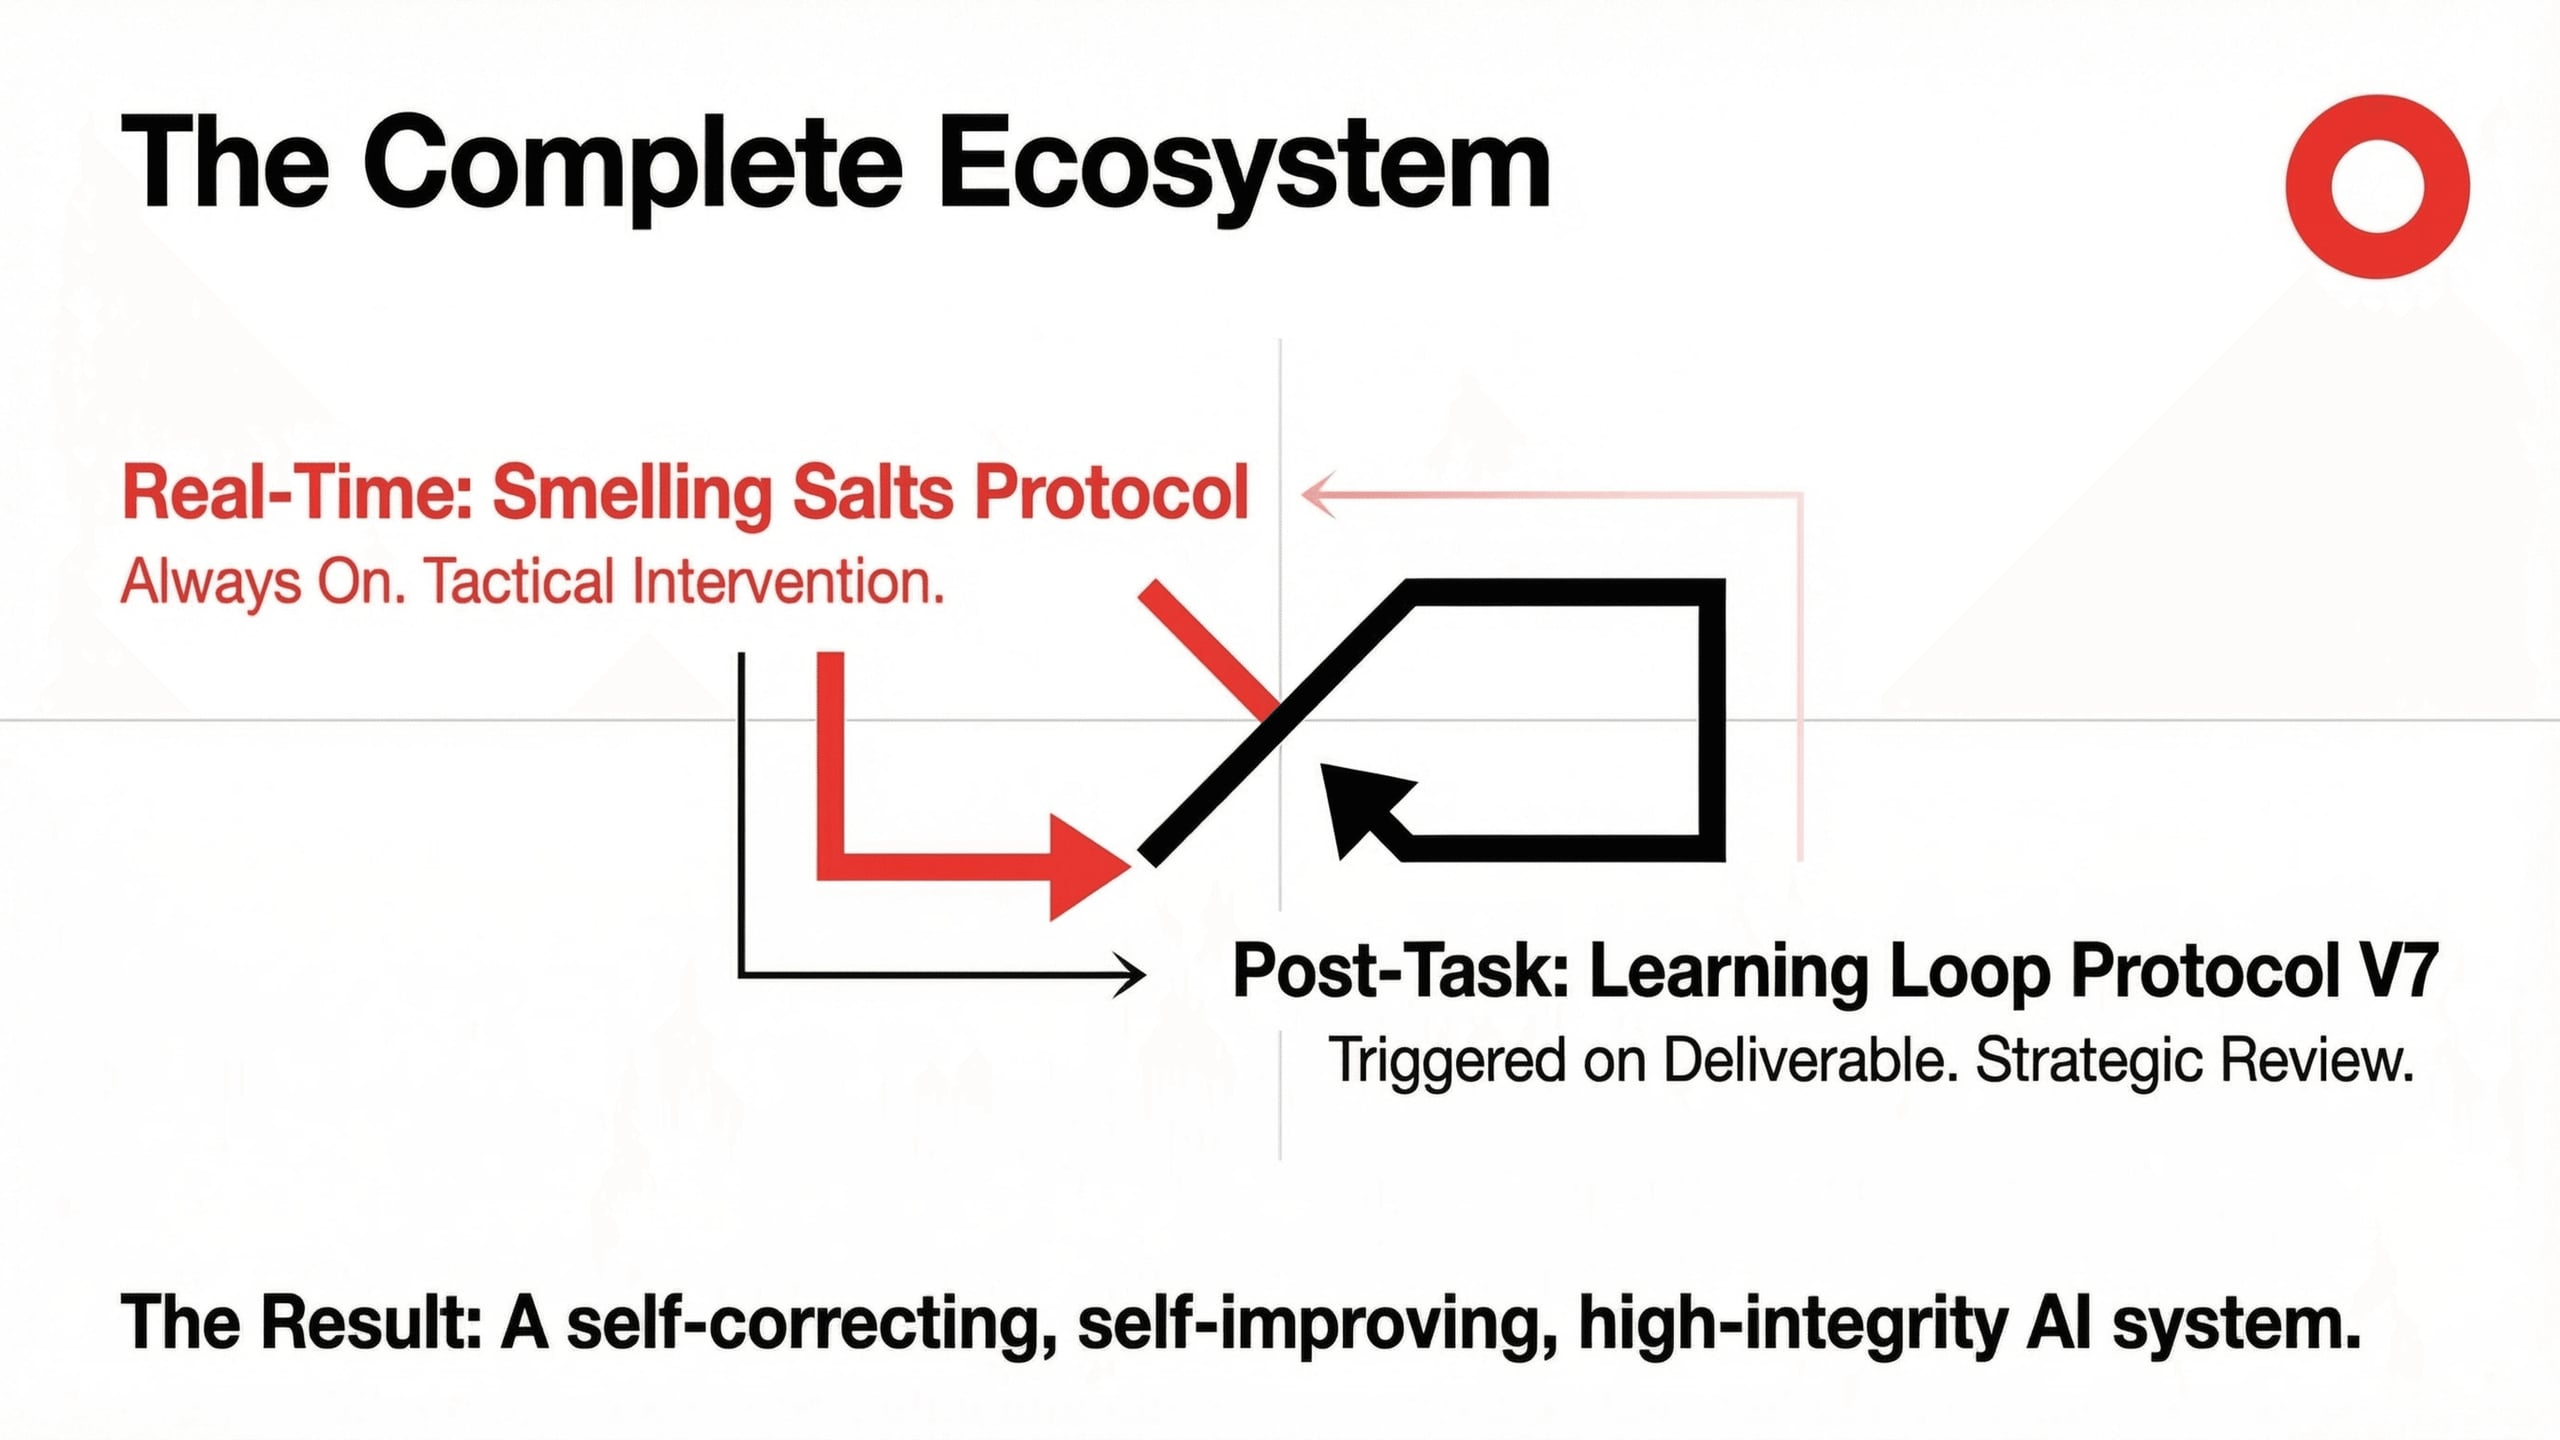 The Complete Ecosystem
Real-Time: Smelling Salts Protocol
Always On. Tactical Intervention.
Post-Task: Learning Loop Protocol V7
Triggered on Deliverable. Strategic Review.
The Result: A self-correcting, self-improving, high-integrity AI system.